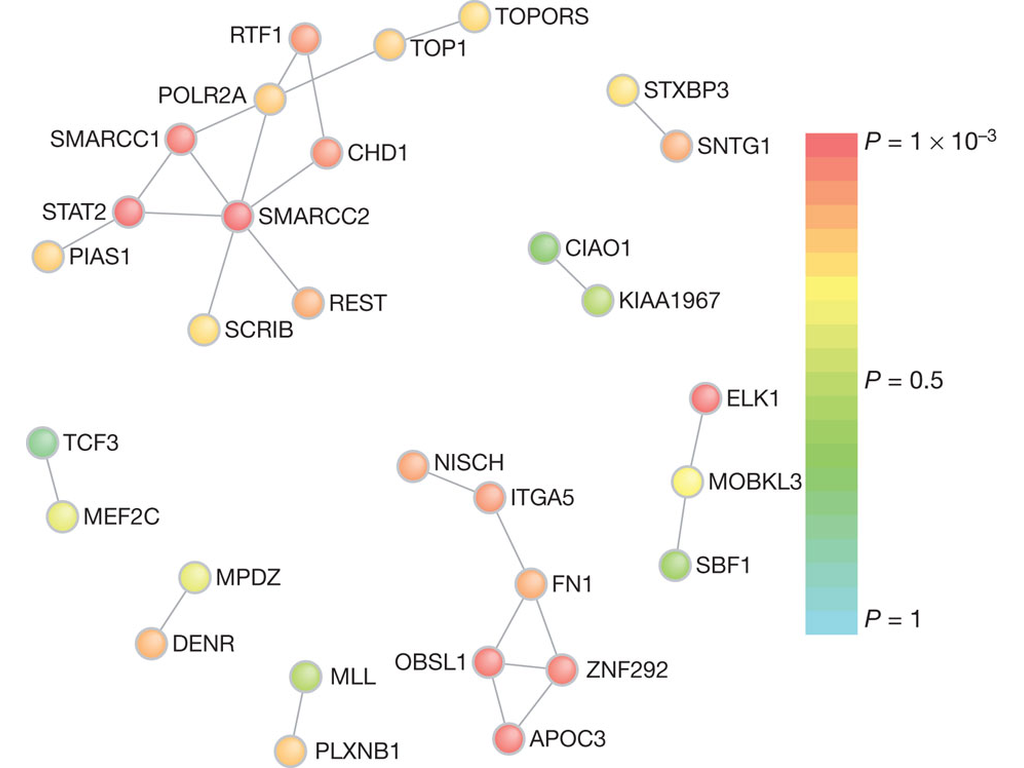 TOPORS
RTF1
TOP1
POLR2A
STXBP3
SMARCC1
CHD1
SNTG1
P = 1 × 10⁻³
STAT2
SMARCC2
PIAS1
CIAO1
REST
KIAA1967
SCRIB
P = 0.5
ELK1
TCF3
NISCH
MOBKL3
ITGA5
MEF2C
SBF1
MPDZ
FN1
P = 1
DENR
OBSL1
ZNF292
MLL
APOC3
PLXNB1